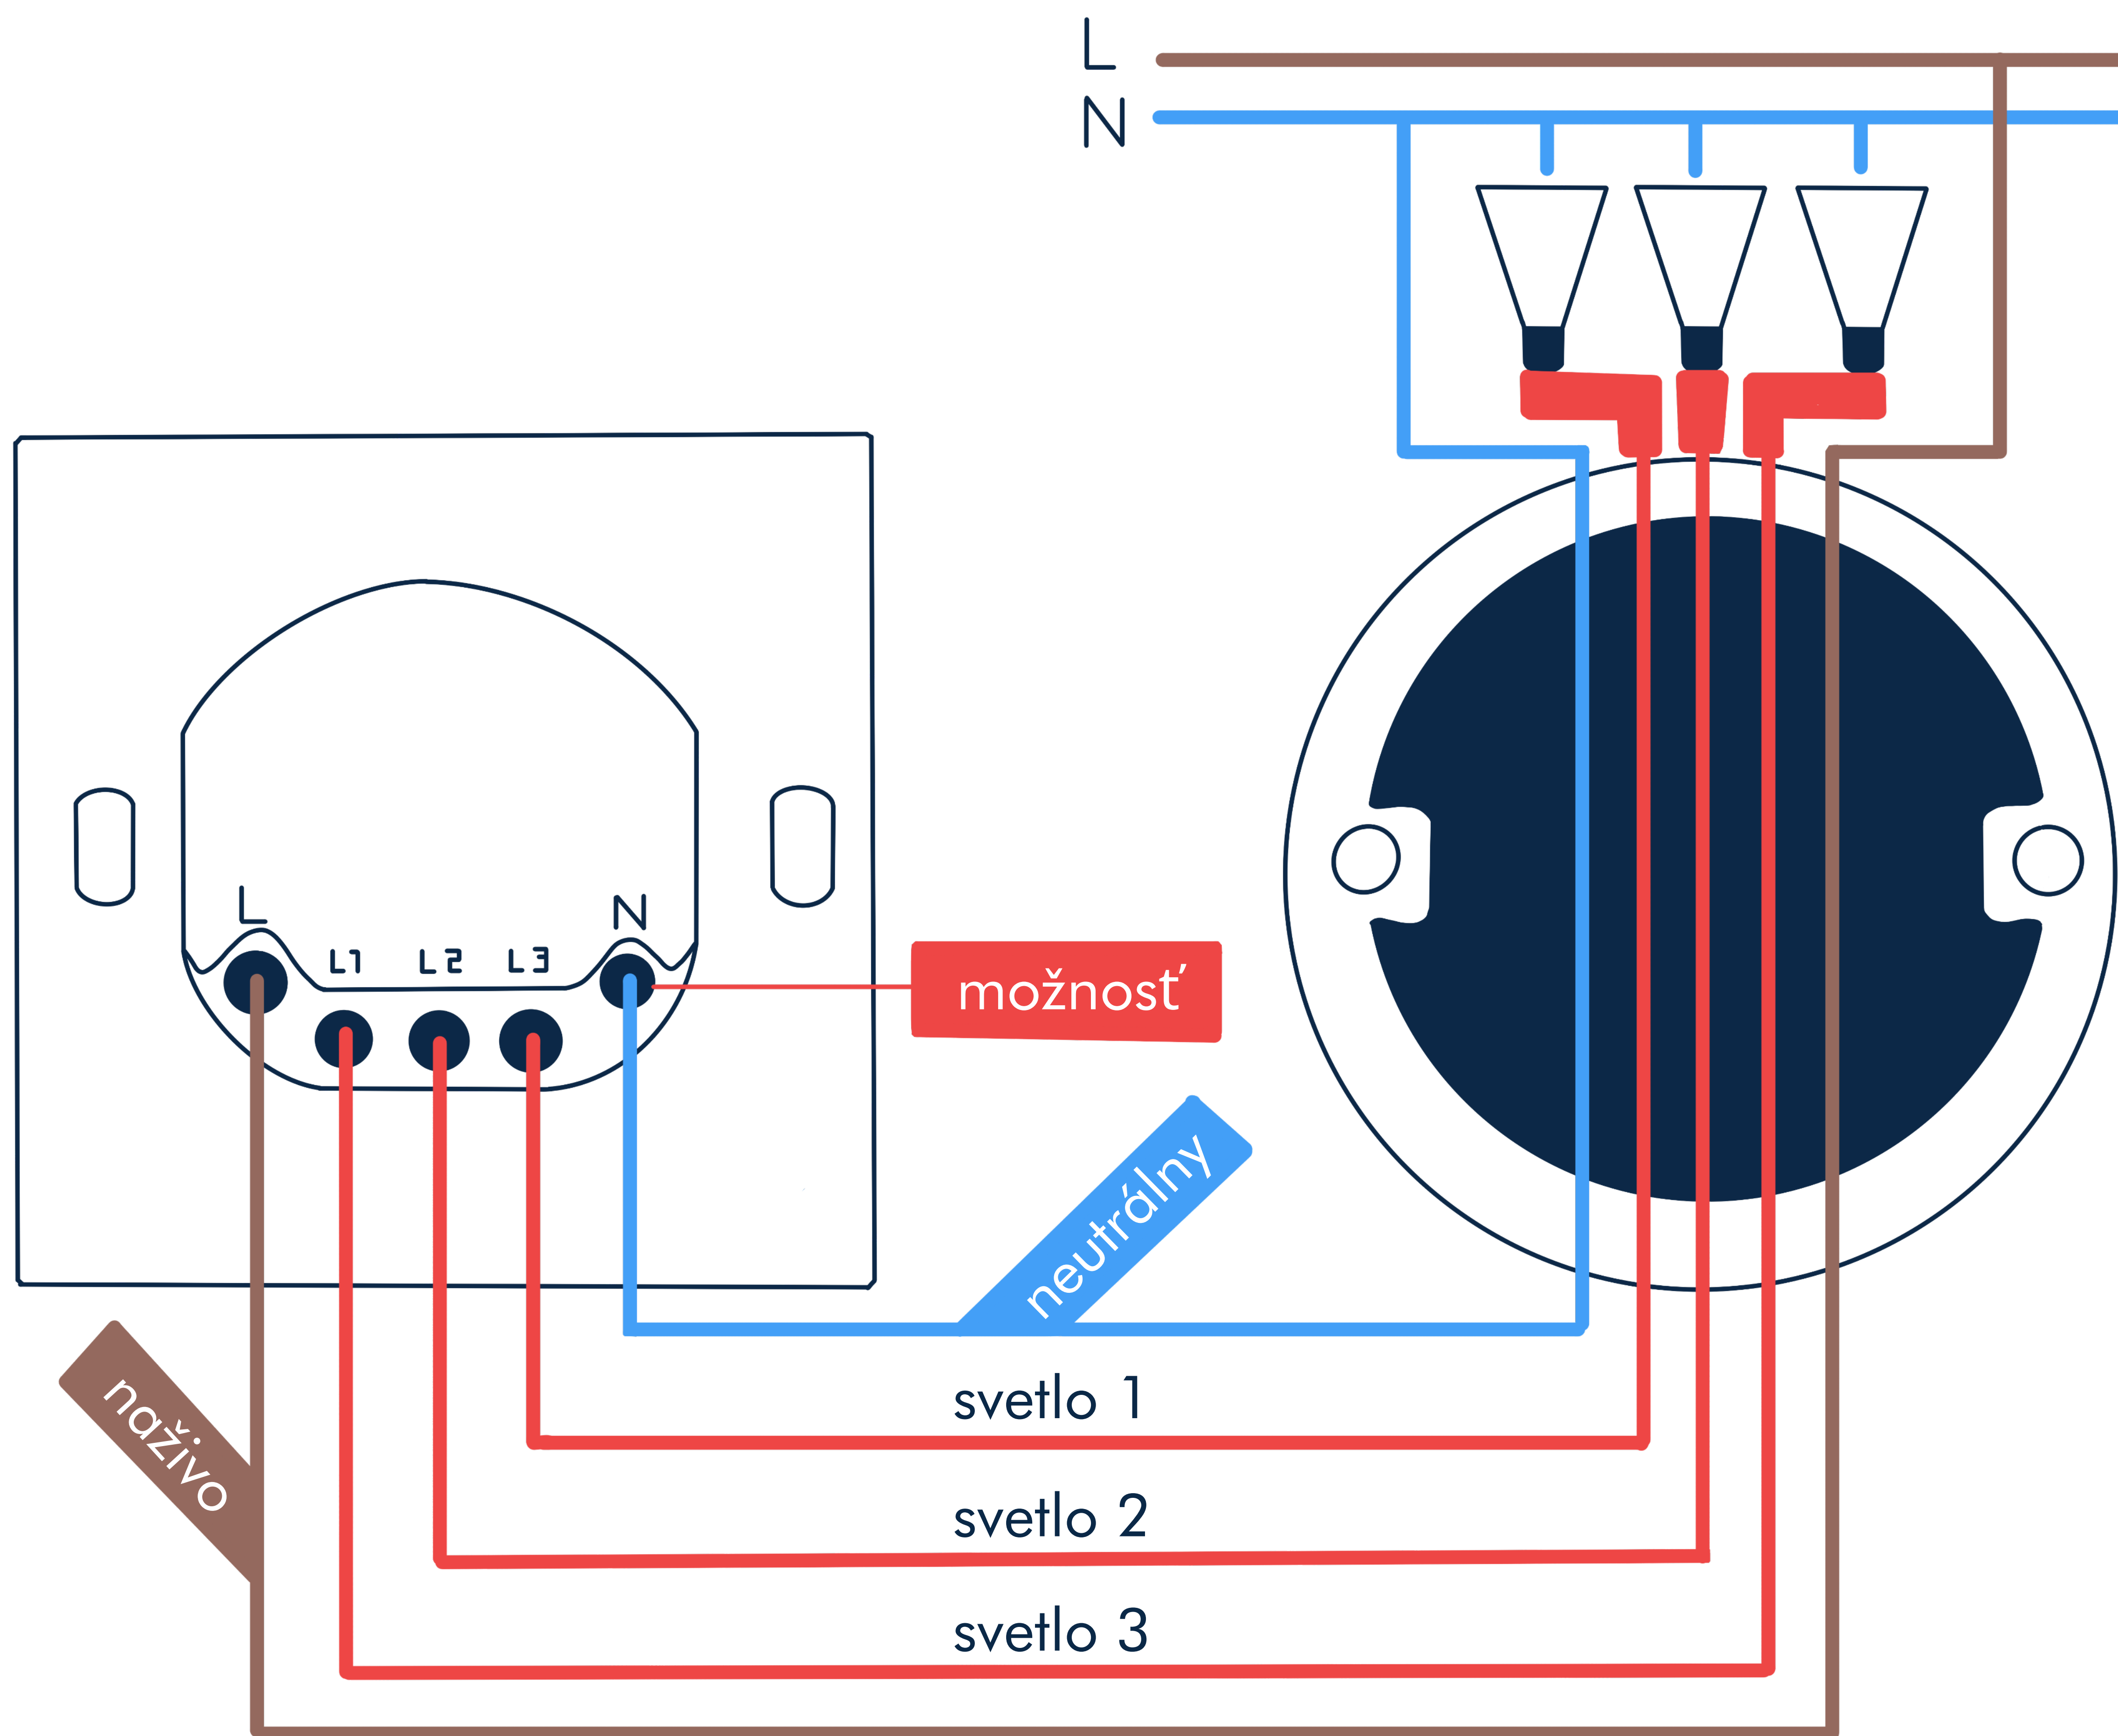 L
N
L
N
L1 L2 L3
možnosť
neutrálny
naživo
svetlo 1
svetlo 2
svetlo 3